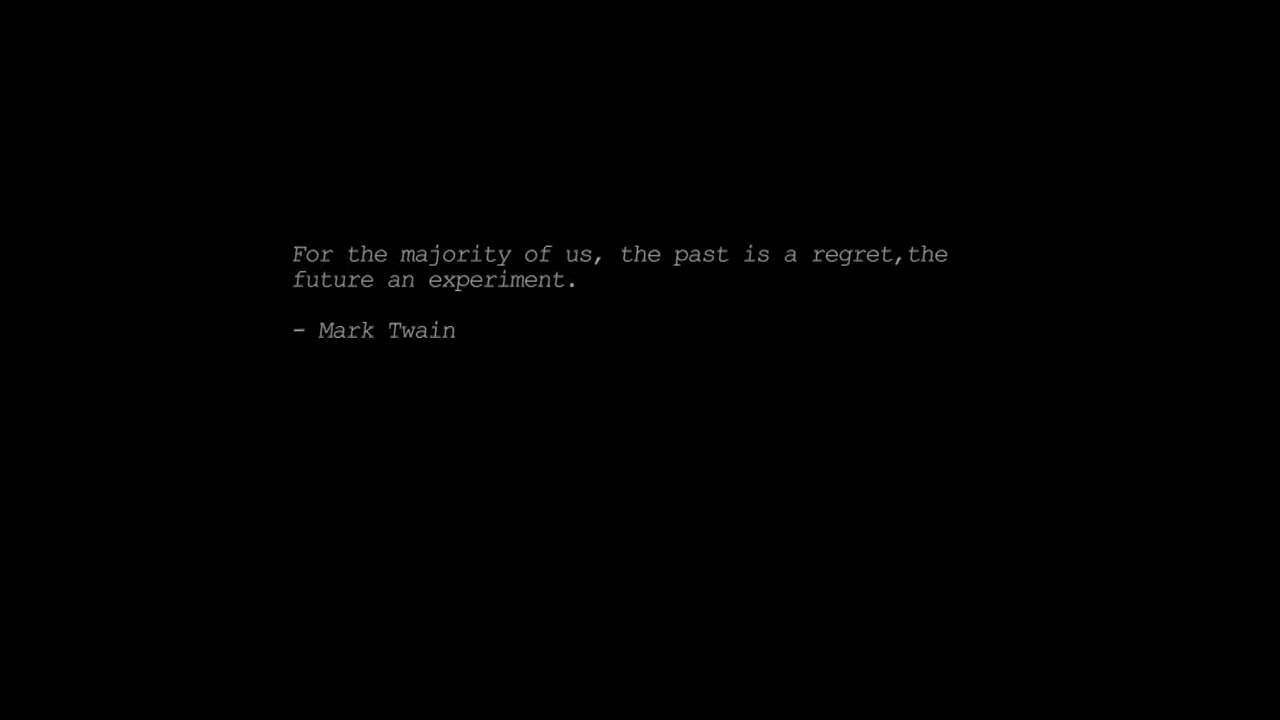 For the majority of us, the past is a regret,the
future an experiment.
- Mark Twain